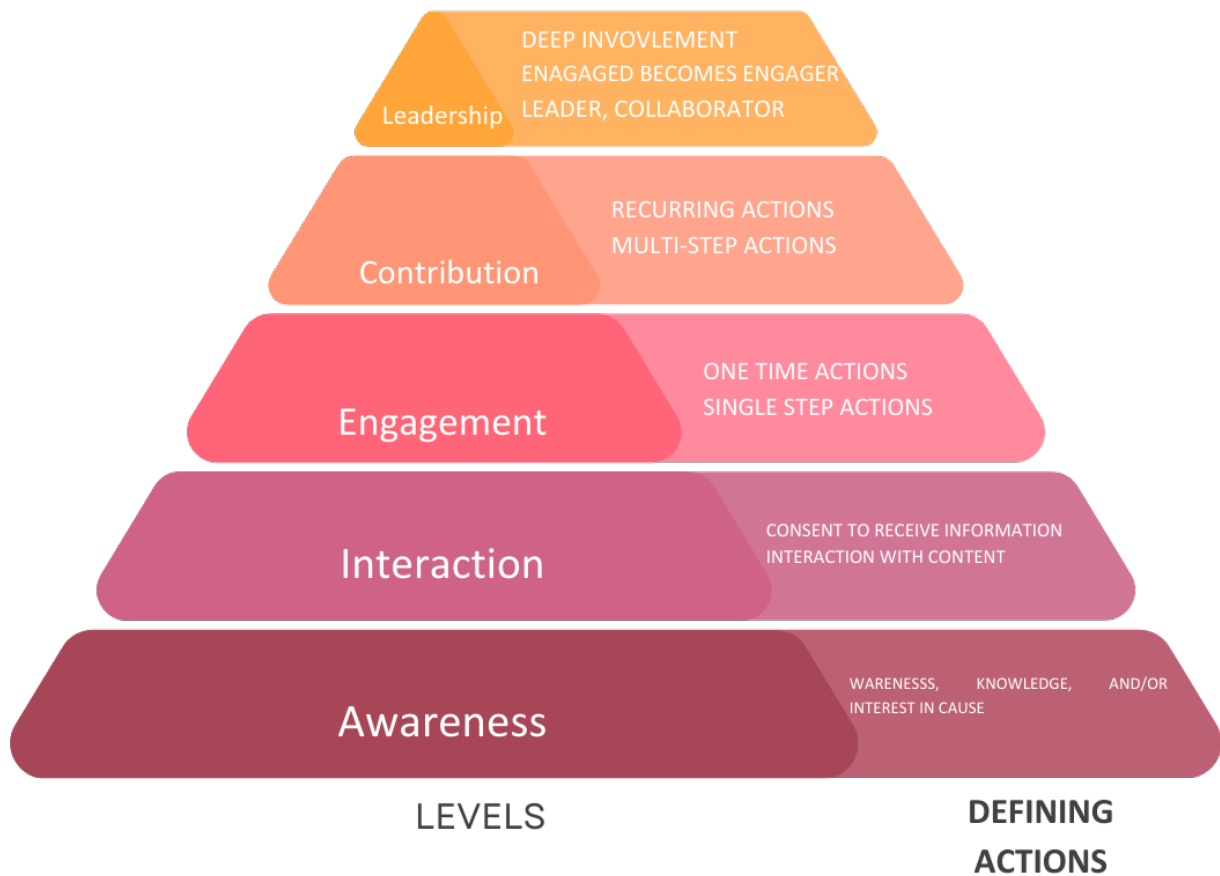 DEEP INVOVLEMENT
ENAGAGED BECOMES ENGAGER
LEADER, COLLABORATOR
Leadership
RECURRING ACTIONS
MULTI-STEP ACTIONS
Contribution
ONE TIME ACTIONS
SINGLE STEP ACTIONS
Engagement
CONSENT TO RECEIVE INFORMATION
INTERACTION WITH CONTENT
Interaction
WARENESSS, KNOWLEDGE, AND/OR
INTEREST IN CAUSE
Awareness
LEVELS
DEFINING
ACTIONS